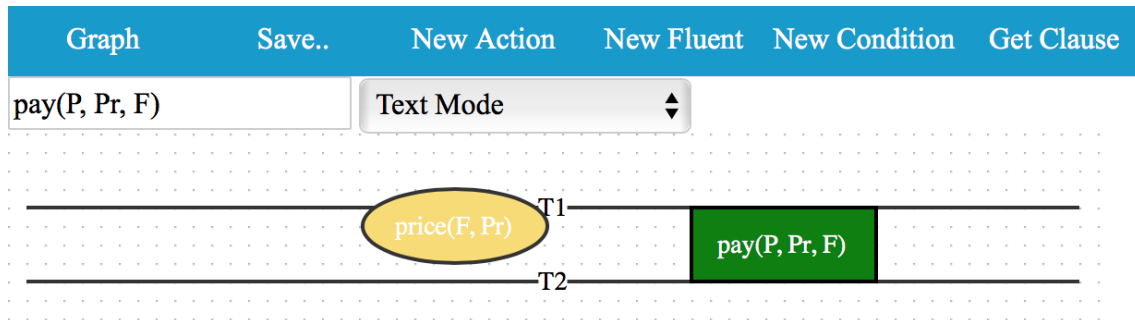 Graph Save.. New Action New Fluent New Condition Get Clause
pay(P, Pr, F) Text Mode
T1
price(F, Pr)
pay(P, Pr, F)
T2